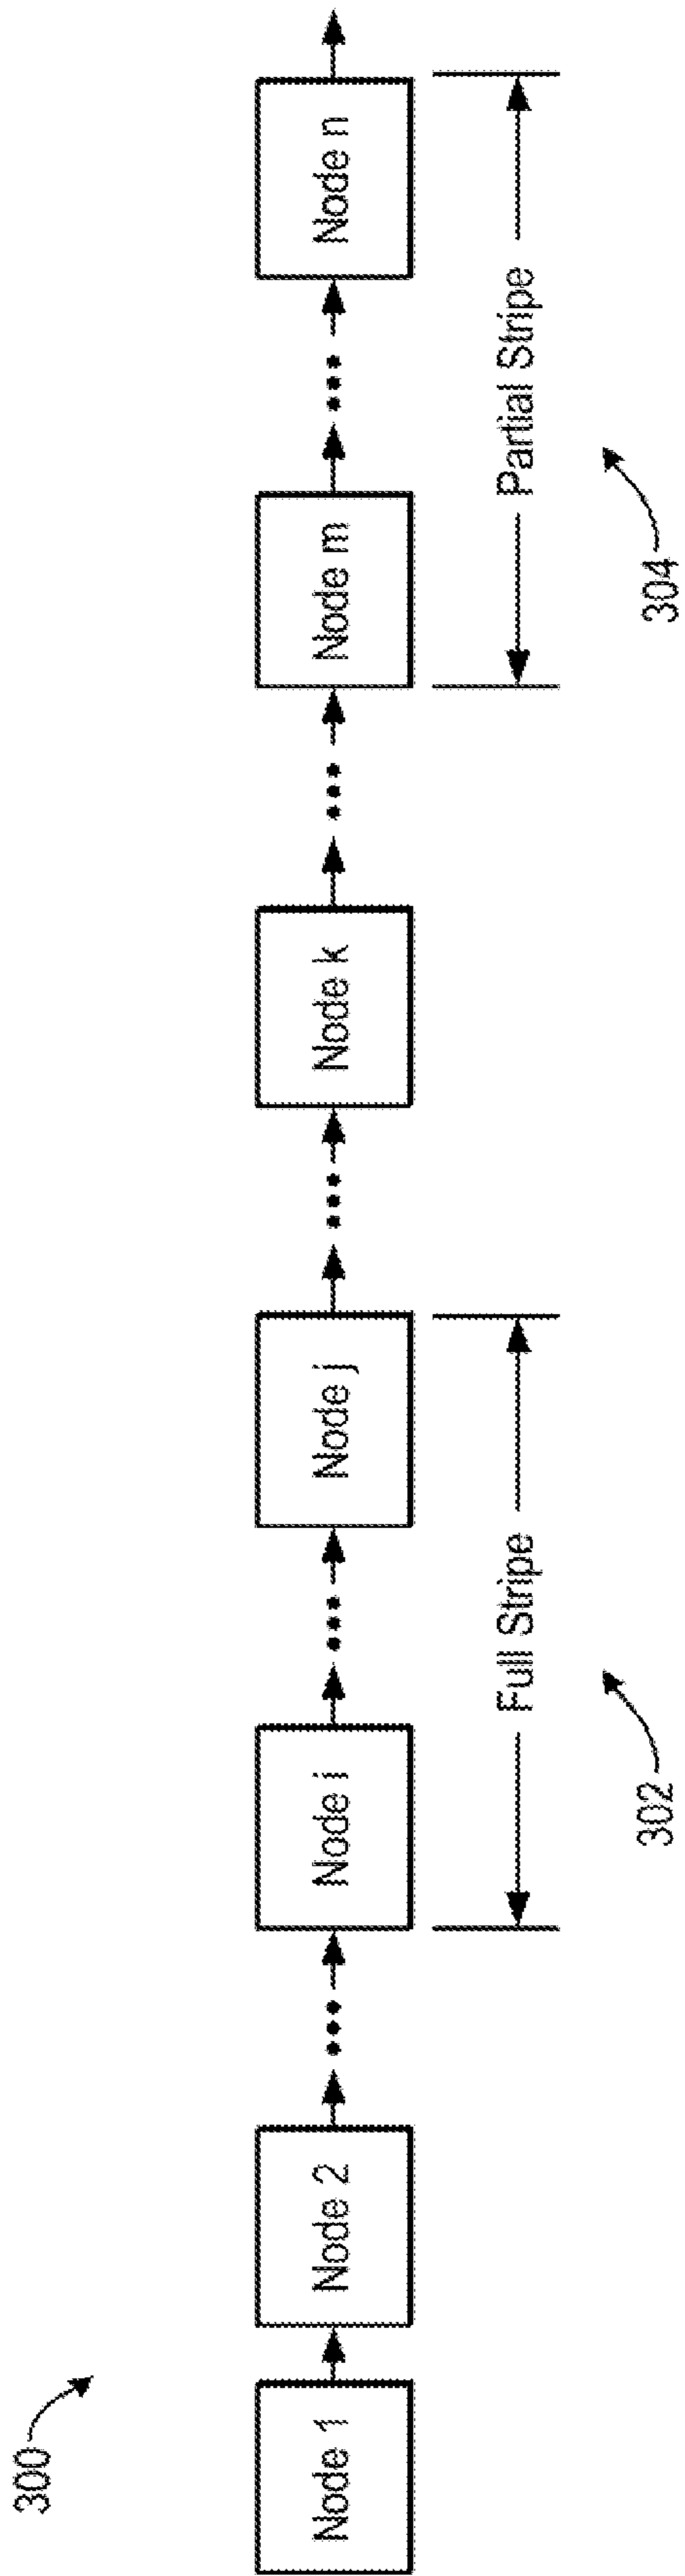 300
Node 1
Node 2
•••
Node i
•••
Node j
•••
Node k
•••
Node m
•••
Node n
Full Stripe
302
Partial Stripe
304